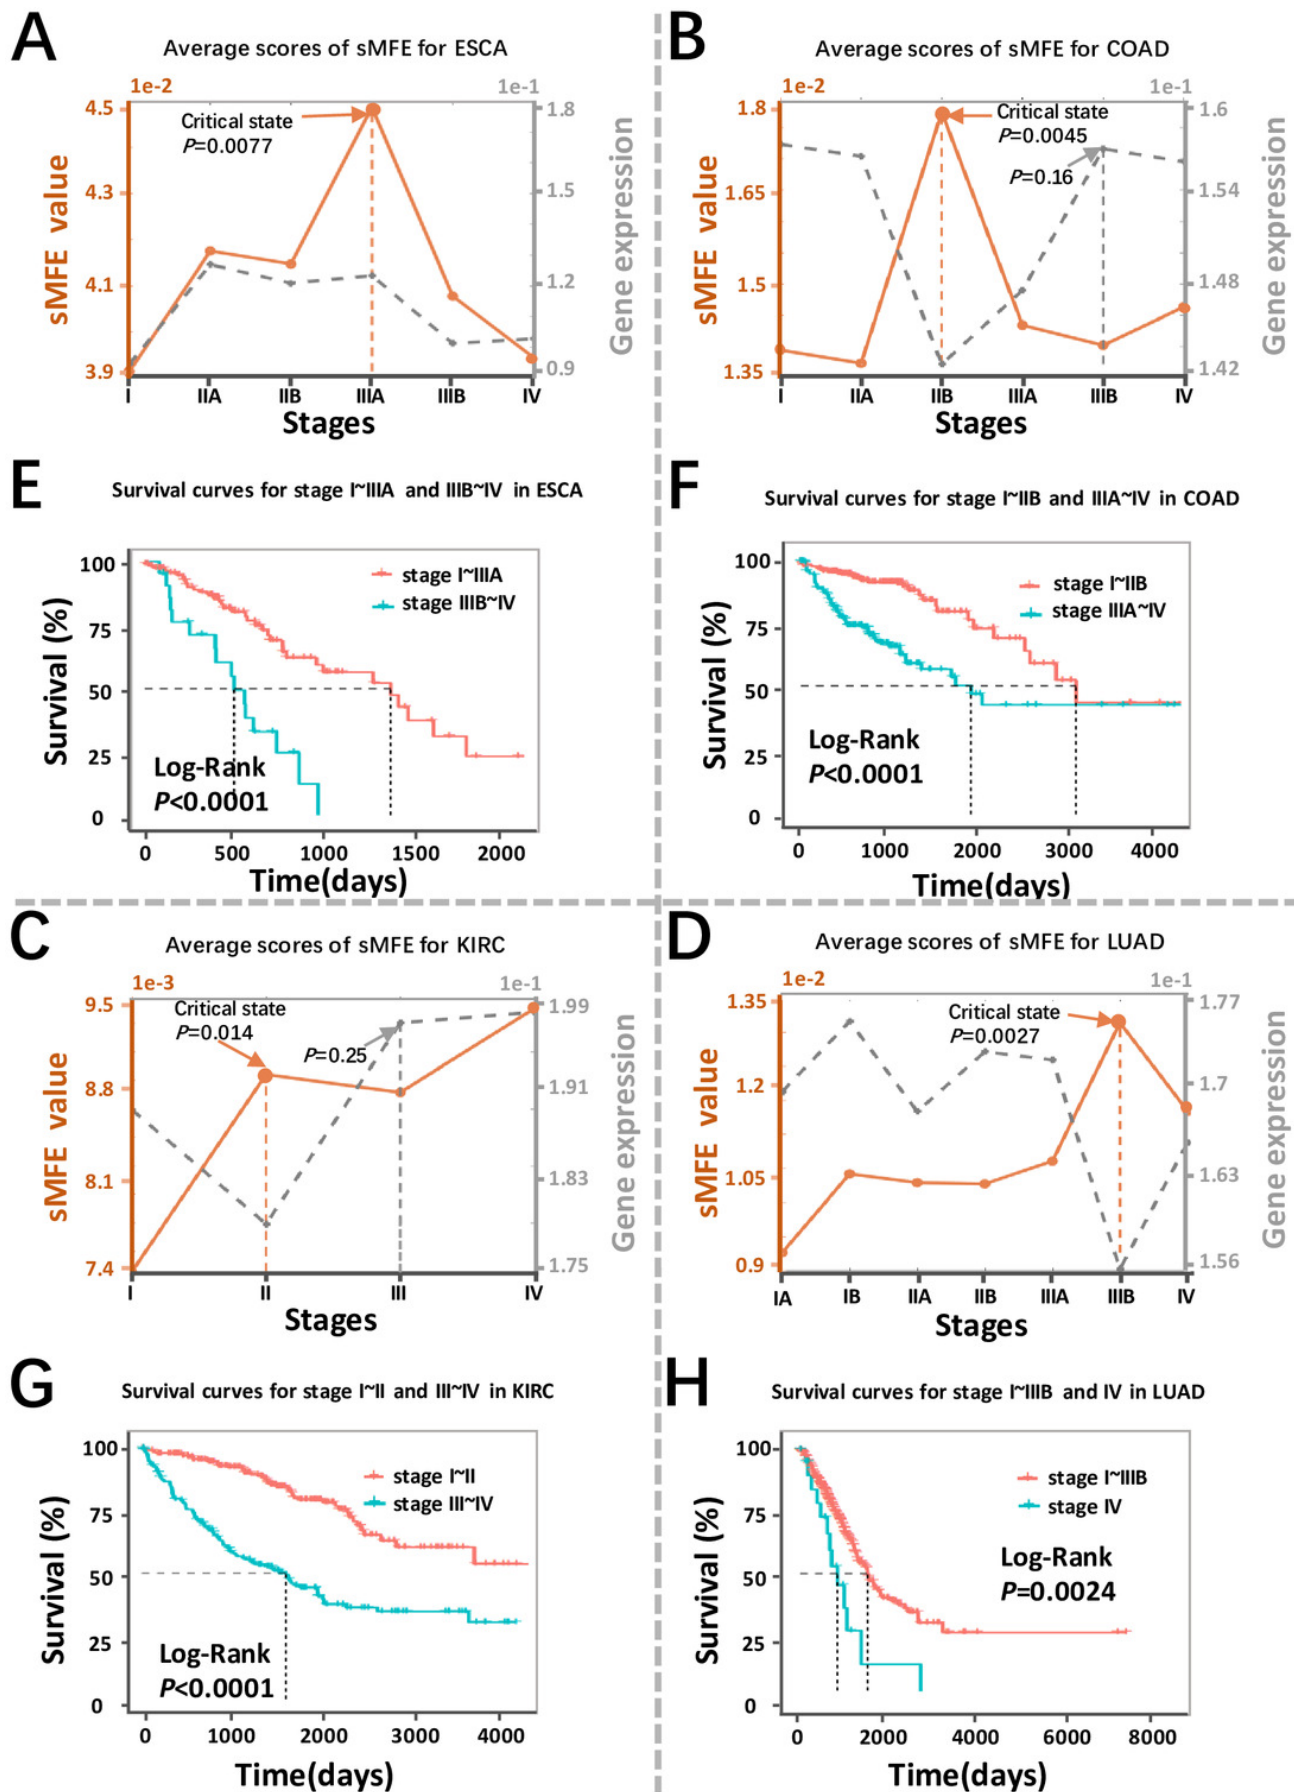 A
Average scores of sMFE for ESCA
1e-2
1e-1
4.5
4.3
4.1
3.9
sMFE value
Critical state
P=0.0077
1.8
1.5
1.2
0.9
Gene expression
I IIA IIB IIIA IIIB IV
Stages
B
Average scores of sMFE for COAD
1e-2
1e-1
1.8
1.65
1.5
1.35
sMFE value
Critical state
P=0.0045
P=0.16
1.6
1.54
1.48
1.42
Gene expression
I IIA IIB IIIA IIIB IV
Stages
E
Survival curves for stage I~IIIA and IIIB~IV in ESCA
100
75
50
25
0
Survival (%)
stage I~IIIA
stage IIIB~IV
Log-Rank
P<0.0001
0 500 1000 1500 2000
Time(days)
F
Survival curves for stage I~IIB and IIIA~IV in COAD
100
75
50
25
0
Survival (%)
stage I~IIB
stage IIIA~IV
Log-Rank
P<0.0001
0 1000 2000 3000 4000
Time(days)
C
Average scores of sMFE for KIRC
1e-3
1e-1
9.5
8.8
8.1
7.4
sMFE value
Critical state
P=0.014
P=0.25
1.99
1.91
1.83
1.75
Gene expression
I II III IV
Stages
D
Average scores of sMFE for LUAD
1e-2
1e-1
1.35
1.2
1.05
0.9
sMFE value
Critical state
P=0.0027
1.77
1.7
1.63
1.56
Gene expression
IA IB IIA IIB IIIA IIIB IV
Stages
G
Survival curves for stage I~II and III~IV in KIRC
100
75
50
25
0
Survival (%)
stage I~II
stage III~IV
Log-Rank
P<0.0001
0 1000 2000 3000 4000
Time(days)
H
Survival curves for stage I~IIIB and IV in LUAD
100
75
50
25
0
Survival (%)
stage I~IIIB
stage IV
Log-Rank
P=0.0024
0 2000 4000 6000 8000
Time(days)